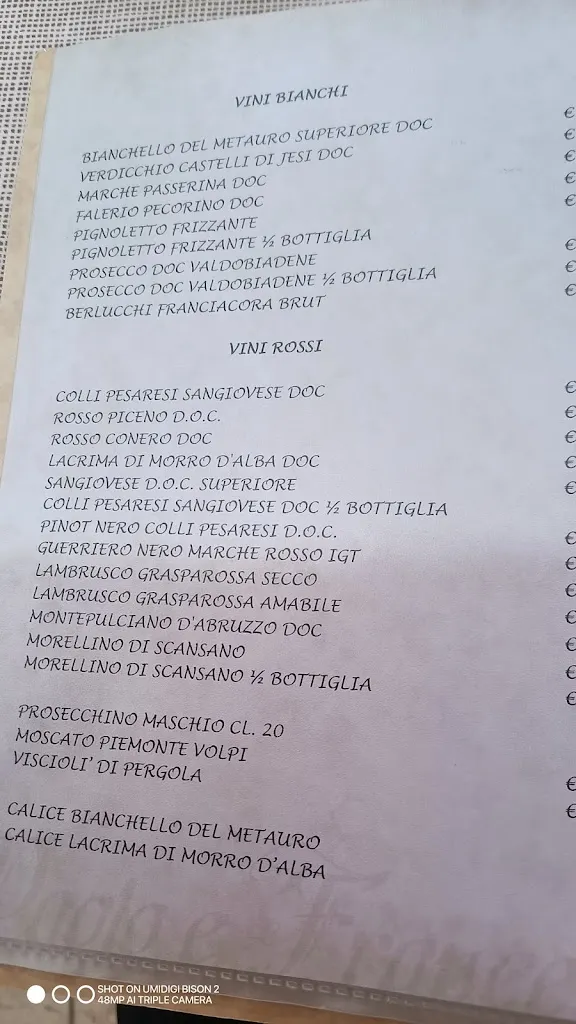 VINI BIANCHI
BIANCHELLO DEL METAURO SUPERIORE DOC €
VERDICCHIO CASTELLI DI JESI DOC €
MARCHE PASSERINA DOC €
FALERIO PECORINO DOC €
PIGNOLETTO FRIZZANTE €
PIGNOLETTO FRIZZANTE ½ BOTTIGLIA
PROSECCO DOC VALDOBIADENE €
PROSECCO DOC VALDOBIADENE ½ BOTTIGLIA €
BERLUCCHI FRANCIACORA BRUT €
VINI ROSSI
COLLI PESARESI SANGIOVESE DOC €
ROSSO PICENO D.O.C. €
ROSSO CONERO DOC €
LACRIMA DI MORRO D'ALBA DOC €
SANGIOVESE D.O.C. SUPERIORE €
COLLI PESARESI SANGIOVESE DOC ½ BOTTIGLIA
PINOT NERO COLLI PESARESI D.O.C. €
GUERRIERO NERO MARCHE ROSSO IGT €
LAMBRUSCO GRASPAROSSA SECCO €
LAMBRUSCO GRASPAROSSA AMABILE €
MONTEPULCIANO D'ABRUZZO DOC €
MORELLINO DI SCANSANO €
MORELLINO DI SCANSANO ½ BOTTIGLIA €
PROSECCHINO MASCHIO CL. 20
MOSCATO PIEMONTE VOLPI €
VISCIOLI' DI PERGOLA €
CALICE BIANCHELLO DEL METAURO
CALICE LACRIMA DI MORRO D'ALBA
SHOT ON UMIDIGI BISON 2
48MP AI TRIPLE CAMERA